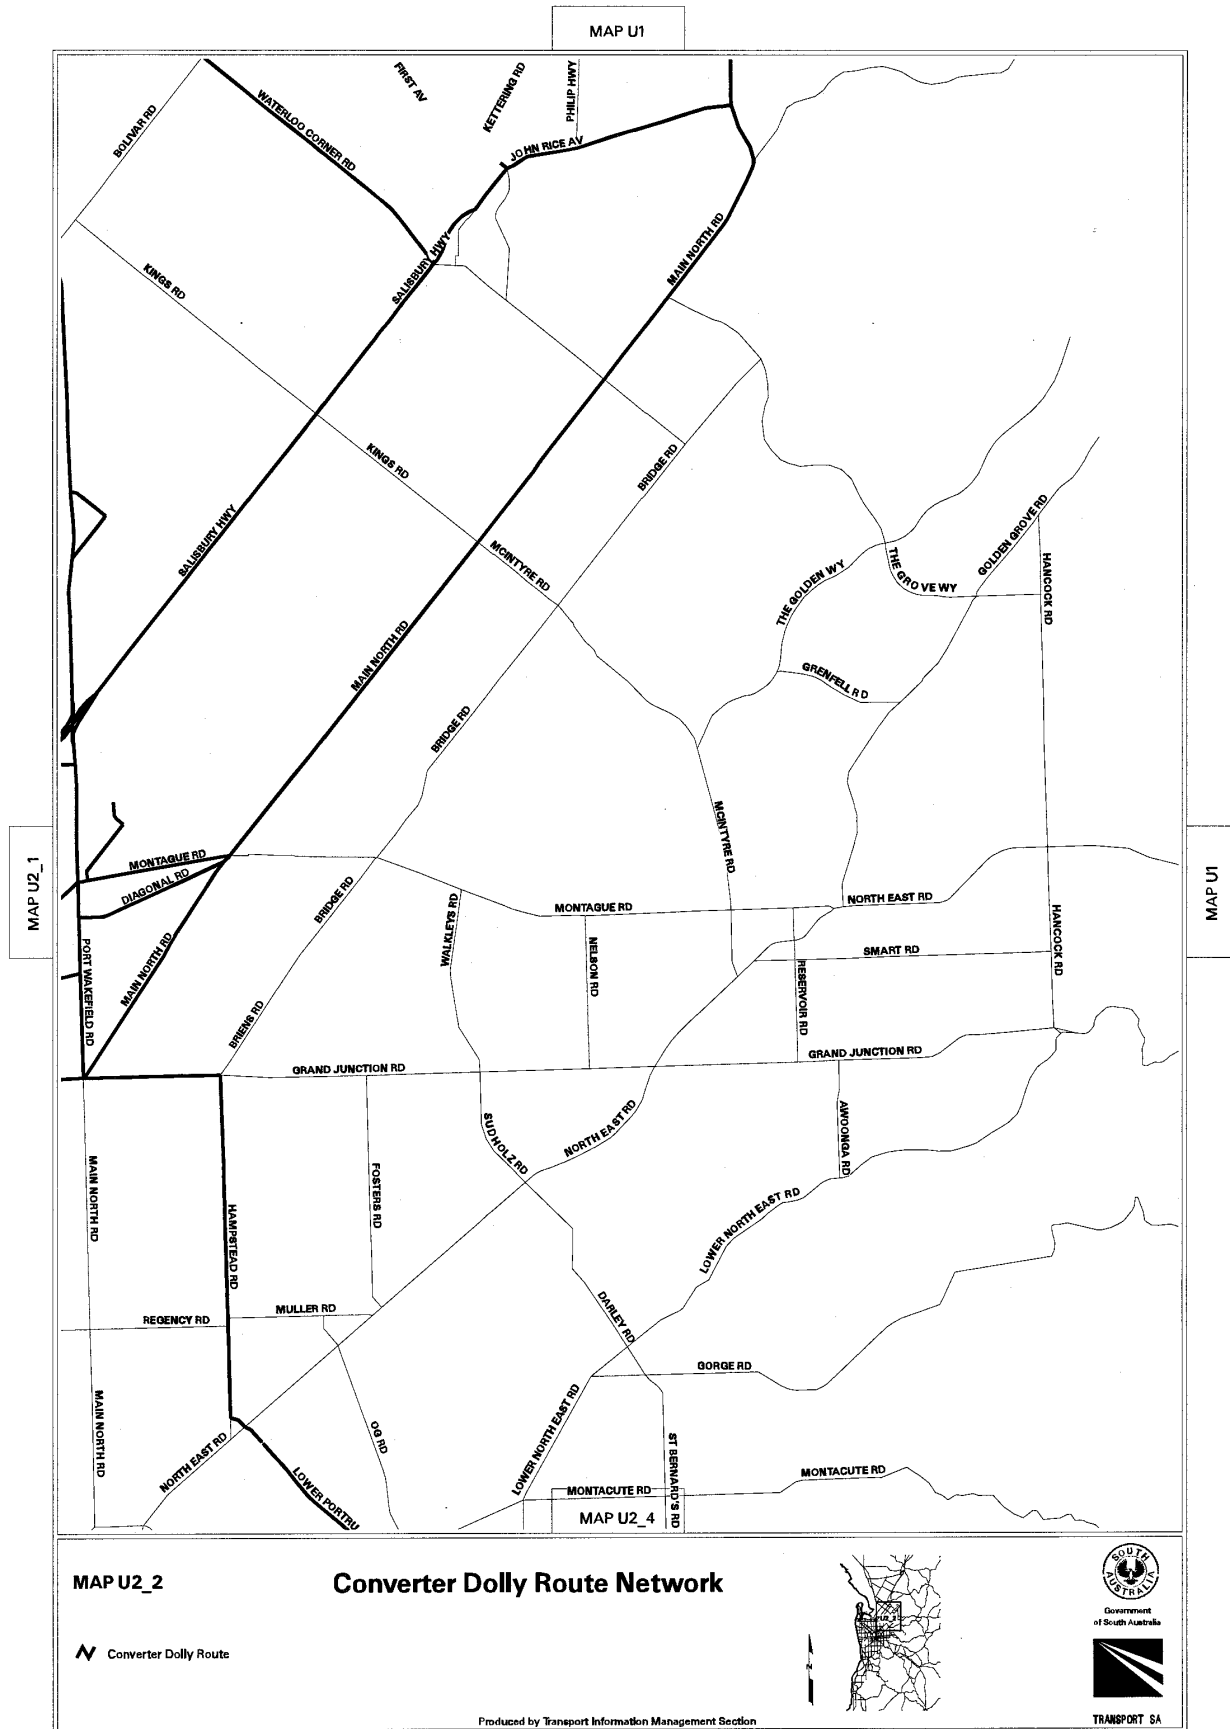 MAP U1
BOLIVAR RD
WATERLOO CORNER RD
FIRST AV
KETTERING RD
PHILIP HWY
JOHN RICE AV
KINGS RD
SALISBURY HWY
MAIN NORTH RD
KINGS RD
BRIDGE RD
SALISBURY HWY
MCINTYRE RD
THE GOLDEN WY
THE GROVE WY
GOLDEN GROVE RD
HANCOCK RD
MAIN NORTH RD
GRENFELL RD
BRIDGE RD
MCINTYRE RD
MAP U2_1
MAP U1
MONTAGUE RD
DIAGONAL RD
BRIDGE RD
WALKLEYS RD
MONTAGUE RD
NORTH EAST RD
HANCOCK RD
PORT WAKEFIELD RD
MAIN NORTH RD
NELSON RD
SMART RD
RESERVOIR RD
BRIENS RD
GRAND JUNCTION RD
GRAND JUNCTION RD
SUDHOLZ RD
NORTH EAST RD
AWOONGA RD
MAIN NORTH RD
FOSTERS RD
HAMPSTEAD RD
LOWER NORTH EAST RD
REGENCY RD
MULLER RD
DARLEY RD
GORGE RD
MAIN NORTH RD
NORTH EAST RD
OG RD
LOWER NORTH EAST RD
ST BERNARD'S RD
LOWER PORTRU
MONTACUTE RD
MONTACUTE RD
MAP U2_4
MAP U2_2
Converter Dolly Route Network
Converter Dolly Route
SOUTH AUSTRALIA
Government
of South Australia
TRANSPORT SA
Produced by Transport Information Management Section